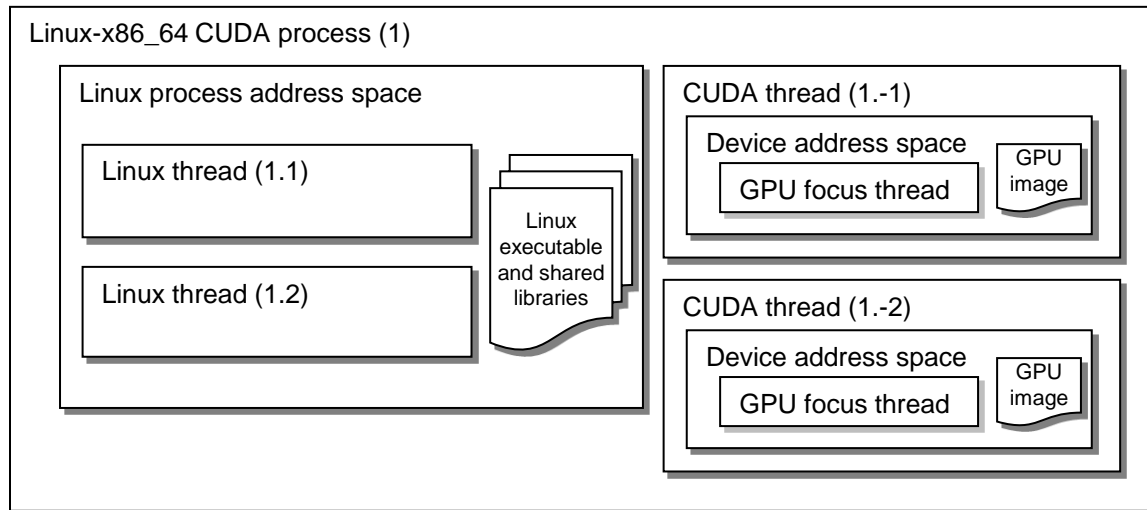 Linux-x86_64 CUDA process (1)
Linux process address space
Linux thread (1.1)
Linux thread (1.2)
Linux
executable
and shared
libraries
CUDA thread (1.-1)
Device address space
GPU focus thread
GPU
image
CUDA thread (1.-2)
Device address space
GPU focus thread
GPU
image